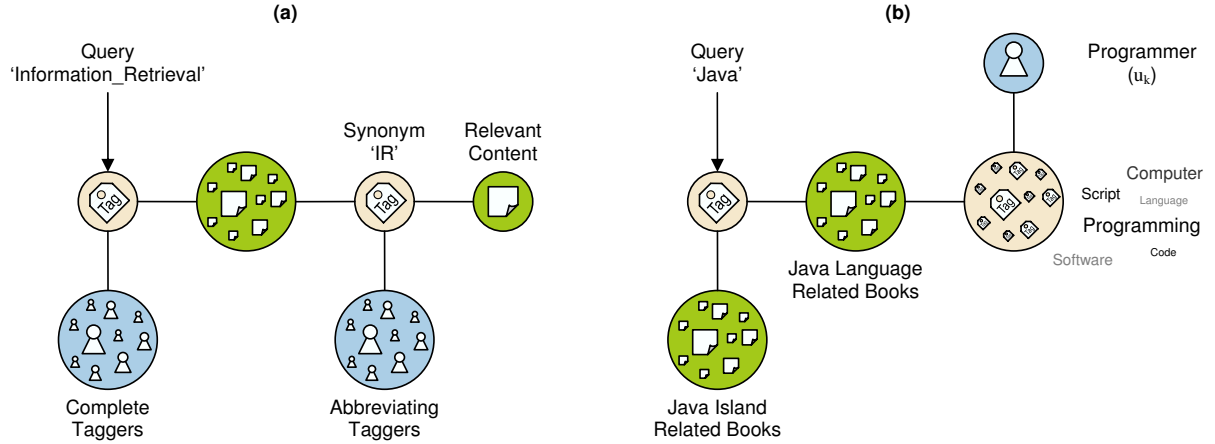 (a)
Query
‘Information_Retrieval’
Synonym
‘IR’
Relevant
Content
Tag
Tag
Complete
Taggers
Abbreviating
Taggers
(b)
Query
‘Java’
Programmer
(uk)
Tag
Tag
Computer
Script
Language
Programming
Code
Software
Java Language
Related Books
Java Island
Related Books